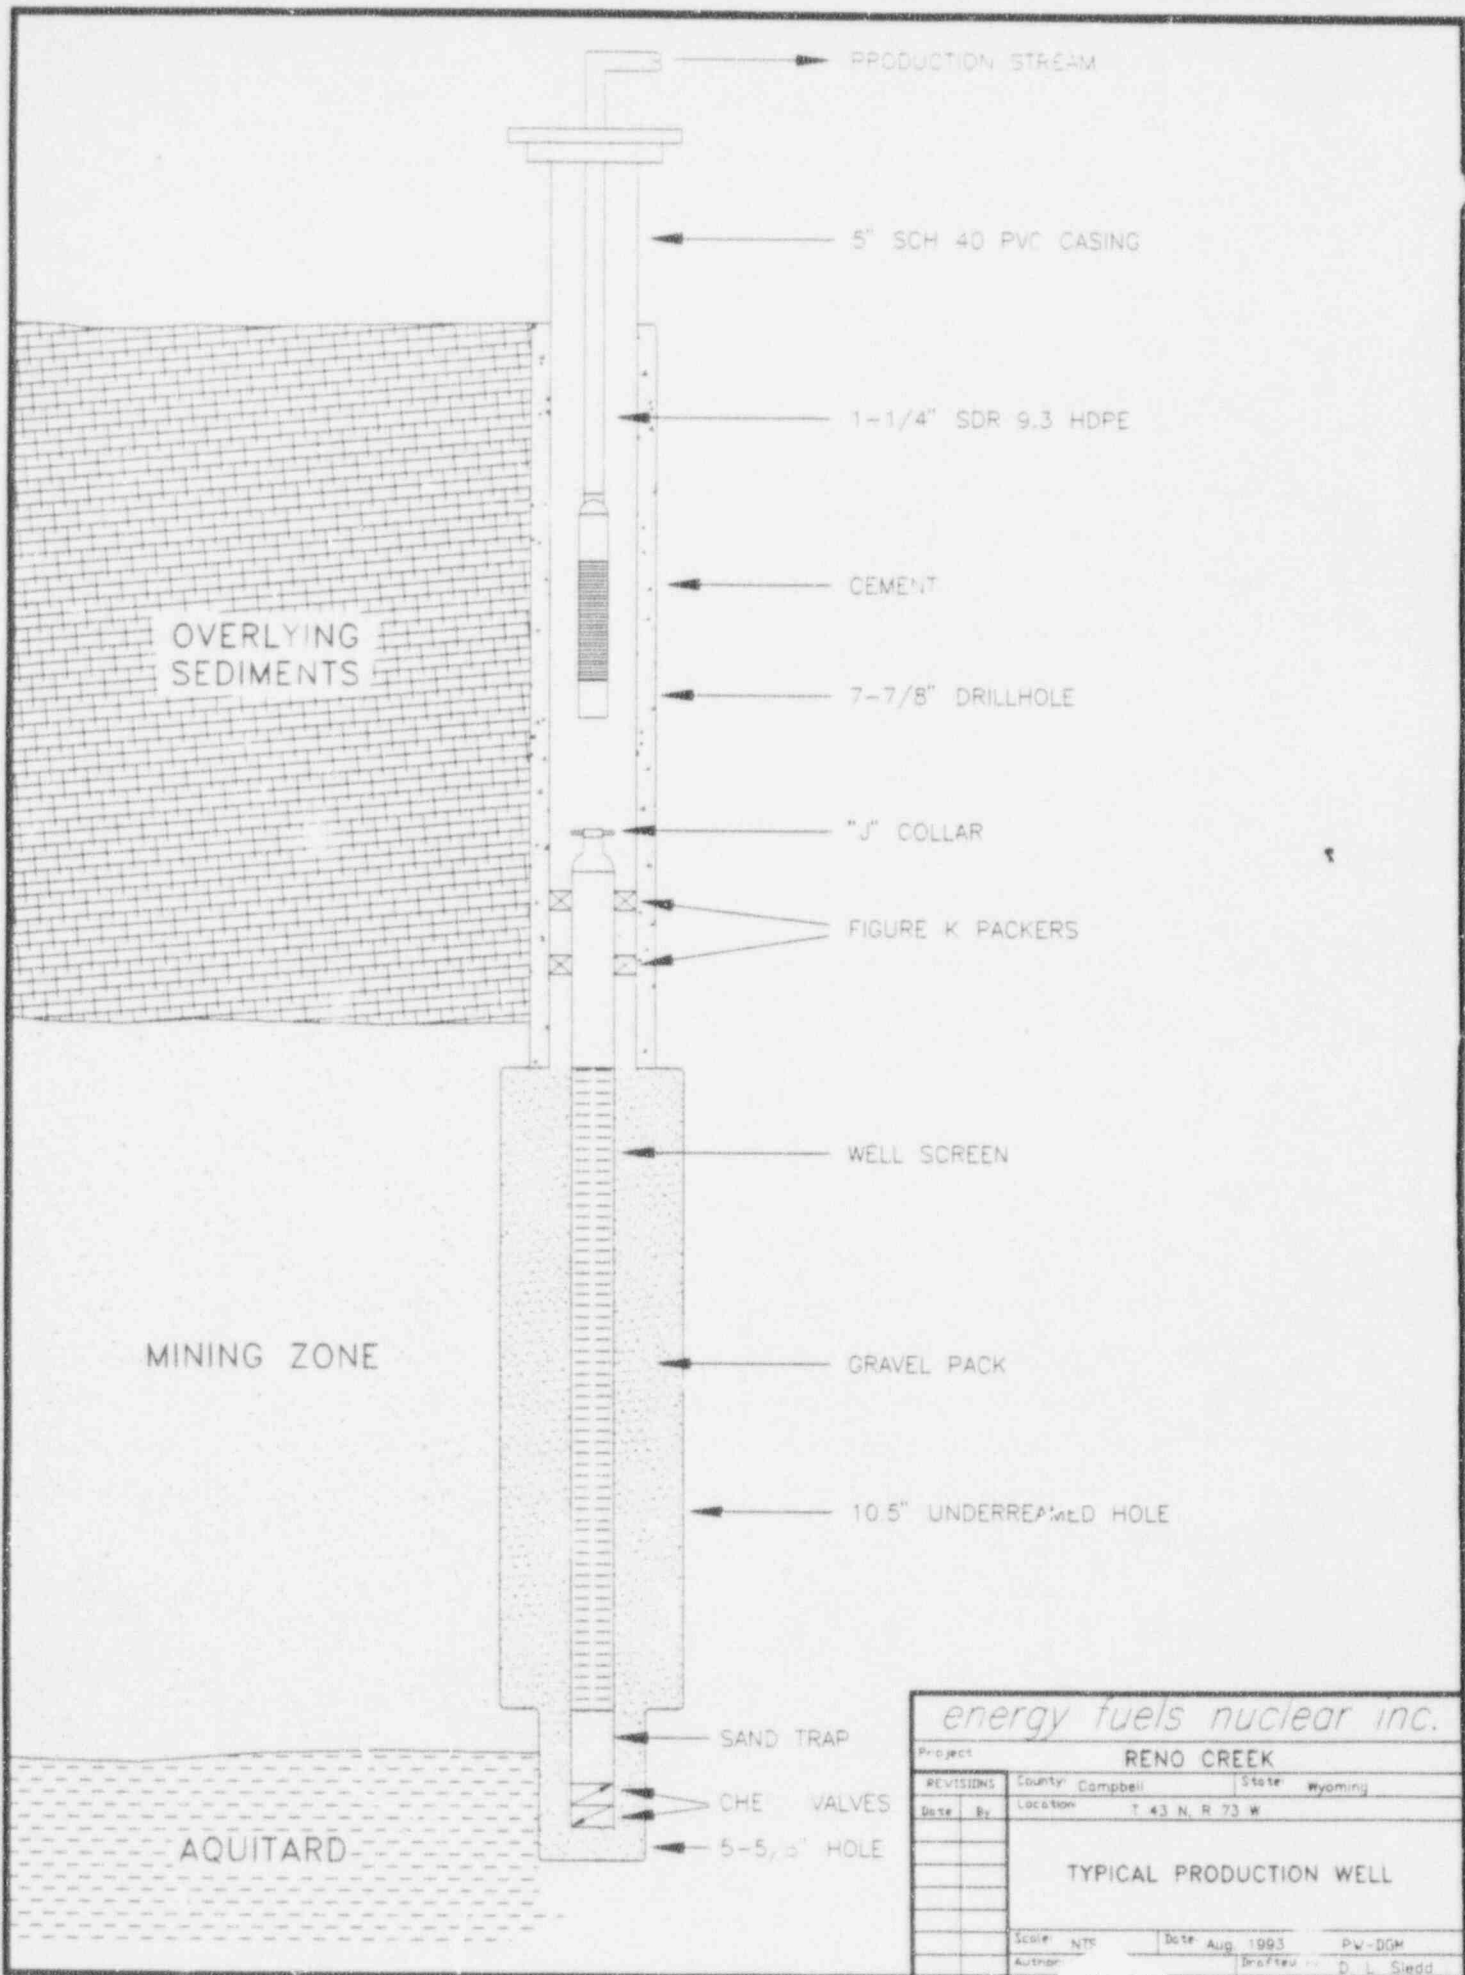 PRODUCTION STREAM
5" SCH 40 PVC CASING
1-1/4" SDR 9.3 HDPE
CEMENT
OVERLYING
SEDIMENTS
7-7/8" DRILLHOLE
"J" COLLAR
FIGURE K PACKERS
WELL SCREEN
MINING ZONE
GRAVEL PACK
10.5" UNDERREAMED HOLE
SAND TRAP
CHE VALVES
AQUITARD
HOLE
energy fuels nuclear inc.
Project
RENO CREEK
REVISIONS
County Campbell State Wyoming
Date By
Location T 43 N, R 73 W
TYPICAL PRODUCTION WELL
Scale NTS Date Aug 1993 PW-DGM
Author Drafted D. L. Sledd